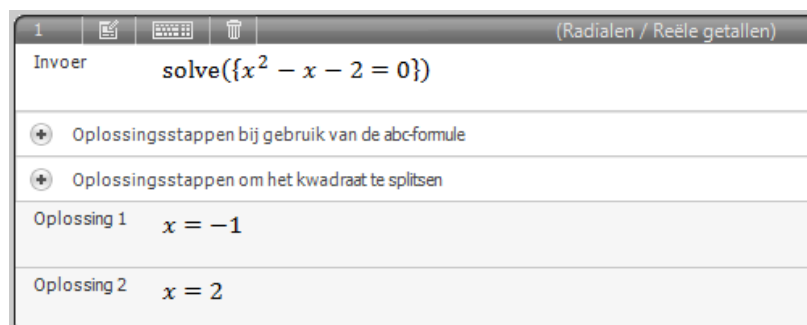 1 (Radialen / Reële getallen)
Invoer solve({x² − x − 2 = 0})
Oplossingsstappen bij gebruik van de abc-formule
Oplossingsstappen om het kwadraat te splitsen
Oplossing 1 x = −1
Oplossing 2 x = 2